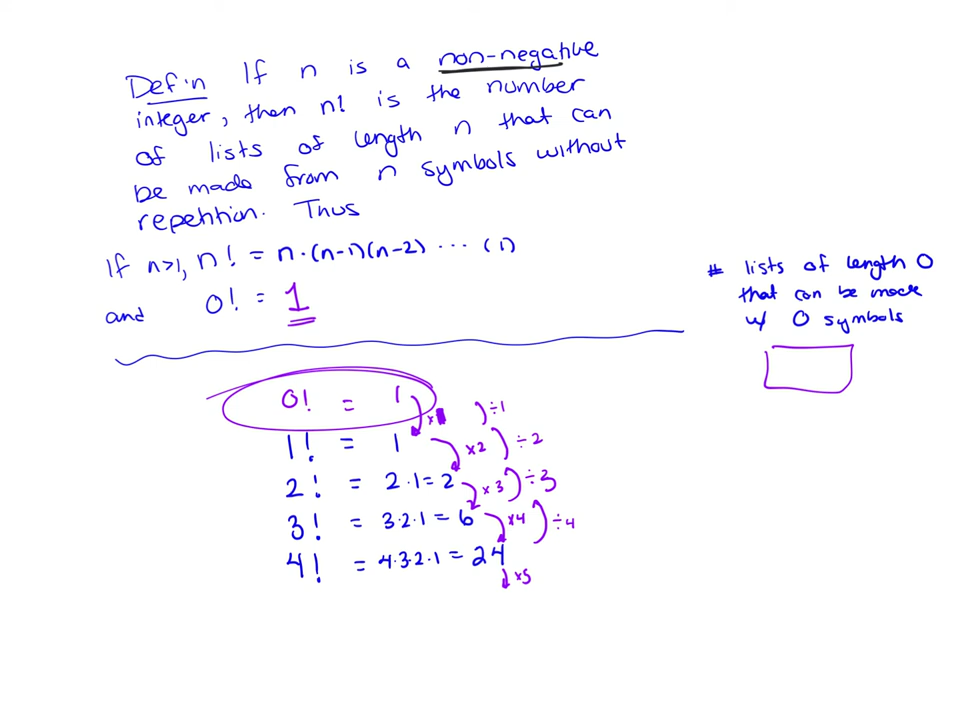 Def'n If n is a non-negative
integer, then n! is the number
of lists of length n that can
be made from n symbols without
repetition. Thus
If n>1, n! = n·(n-1)(n-2) ··· (1)
and 0! = 1
# lists of length 0
that can be made
w/ 0 symbols
0! = 1 ÷1
1! = 1 ×2 ÷2
2! = 2·1=2 ×3 ÷3
3! = 3·2·1 = 6 ×4 ÷4
4! = 4·3·2·1 = 24
×5